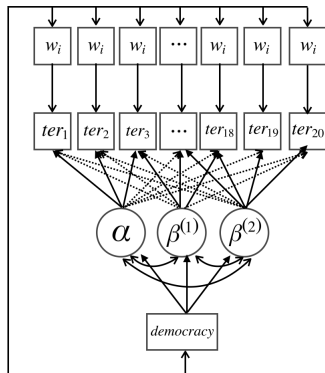 w_i w_i w_i ... w_i w_i w_i
ter_1 ter_2 ter_3 ... ter_18 ter_19 ter_20
α β^(1) β^(2)
democracy